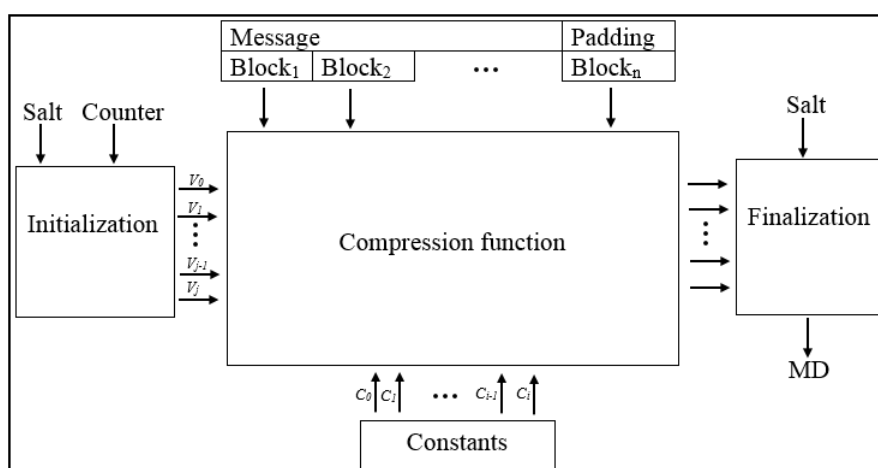 Message Padding
Block₁ Block₂ ... Blockₙ
Salt Counter
Salt
Initialization
V₀
V₁
⋮
Vⱼ₋₁
Vⱼ
Compression function
⋮
Finalization
MD
C₀ C₁ ... Cᵢ₋₁ Cᵢ
Constants